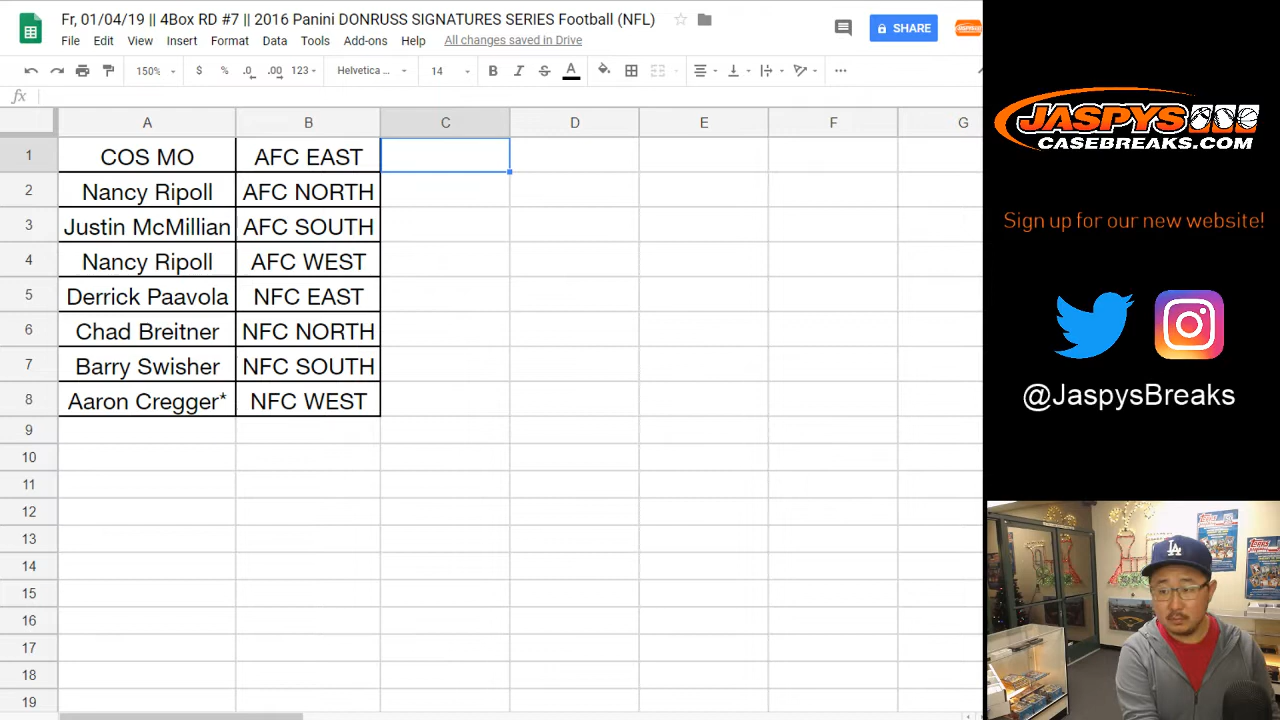 Fr, 01/04/19 || 4Box RD #7 || 2016 Panini DONRUSS SIGNATURES SERIES Football (NFL)
File Edit View Insert Format Data Tools Add-ons Help All changes saved in Drive
SHARE
150% $ % .0 .00 123 Helvetica ... 14 B I S A
fx
A B C D E F G
1 COS MO AFC EAST
2 Nancy Ripoll AFC NORTH
3 Justin McMillian AFC SOUTH
4 Nancy Ripoll AFC WEST
5 Derrick Paavola NFC EAST
6 Chad Breitner NFC NORTH
7 Barry Swisher NFC SOUTH
8 Aaron Cregger* NFC WEST
9
10
11
12
13
14
15
16
17
18
19
JASPYS
CASEBREAKS.COM
Sign up for our new website!
@JaspysBreaks
LA